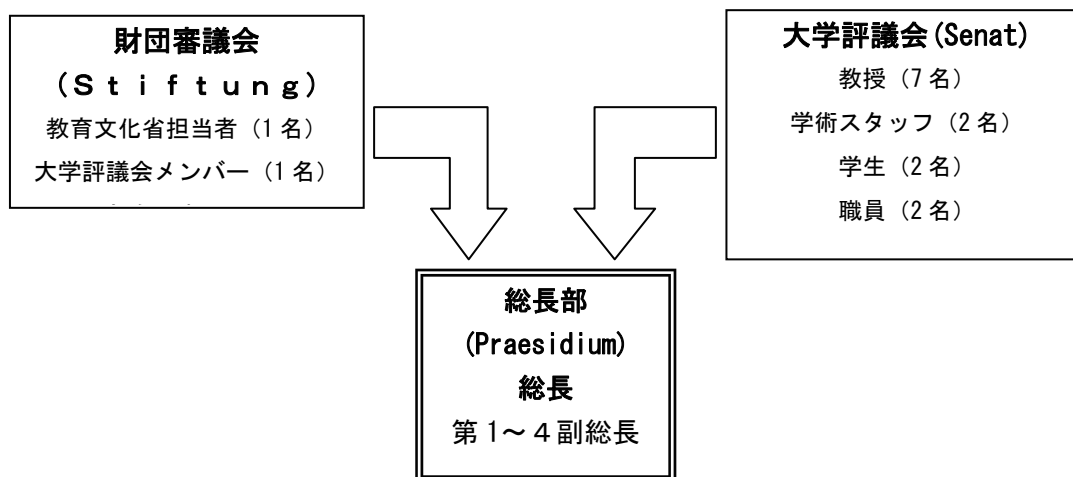 財団審議会
(Ｓｔｉｆｔｕｎｇ)
教育文化省担当者（1 名）
大学評議会メンバー（1 名）
大学評議会(Senat)
教授（7 名）
学術スタッフ（2 名）
学生（2 名）
職員（2 名）
総長部
(Praesidium)
総長
第 1～４副総長